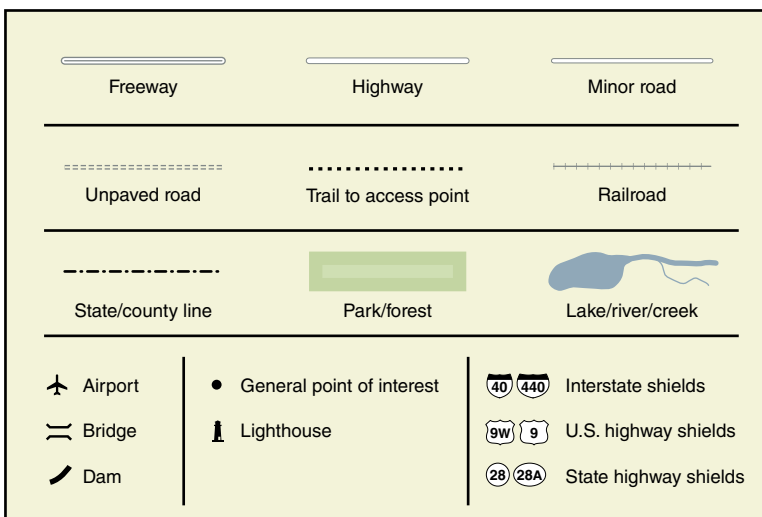 Freeway
Highway
Minor road
Unpaved road
Trail to access point
Railroad
State/county line
Park/forest
Lake/river/creek
Airport
Bridge
Dam
General point of interest
Lighthouse
40 440 Interstate shields
9W 9 U.S. highway shields
28 28A State highway shields